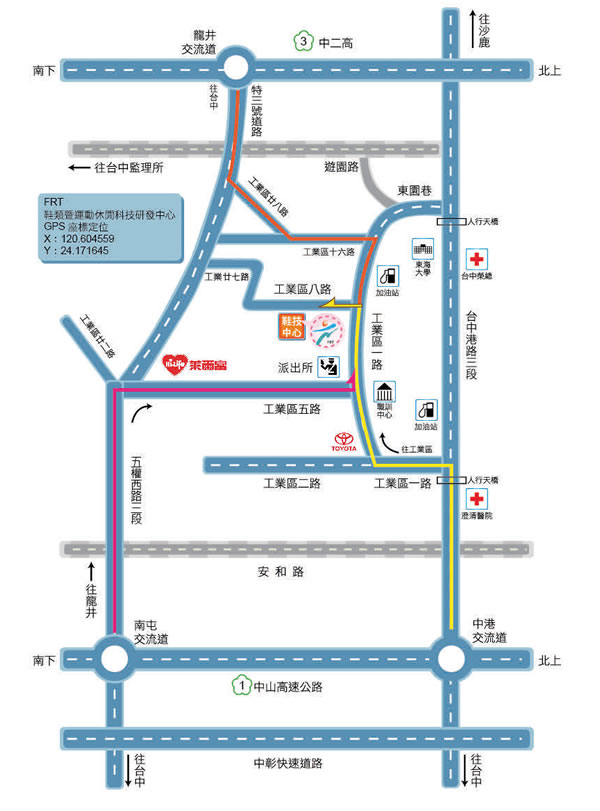 往沙鹿
龍井
交流道
3 中二高
南下
北上
往台中
特三號道路
往台中監理所
遊園路
工業區廿八路
東園巷
FRT
鞋類暨運動休閒科技研發中心
GPS 座標定位
X：120.604559
Y：24.171645
人行天橋
工業區十六路
東海
大學
台中榮總
工業廿七路
工業區八路
加油站
鞋技
中心
工業區一路
台中港路三段
工業區廿二路
Hi-Life 萊爾富
派出所
職訓
中心
加油站
工業區五路
TOYOTA
往工業區
五權西路三段
工業區二路
工業區一路
人行天橋
澄清醫院
安和路
往龍井
南屯
交流道
中港
交流道
南下
北上
1 中山高速公路
中彰快速道路
往台中
往台中